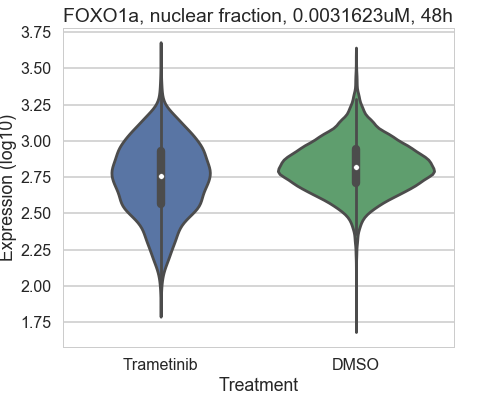 FOXO1a, nuclear fraction, 0.0031623uM, 48h
3.75
3.50
3.25
3.00
2.75
2.50
2.25
2.00
1.75
Expression (log10)
Trametinib
DMSO
Treatment